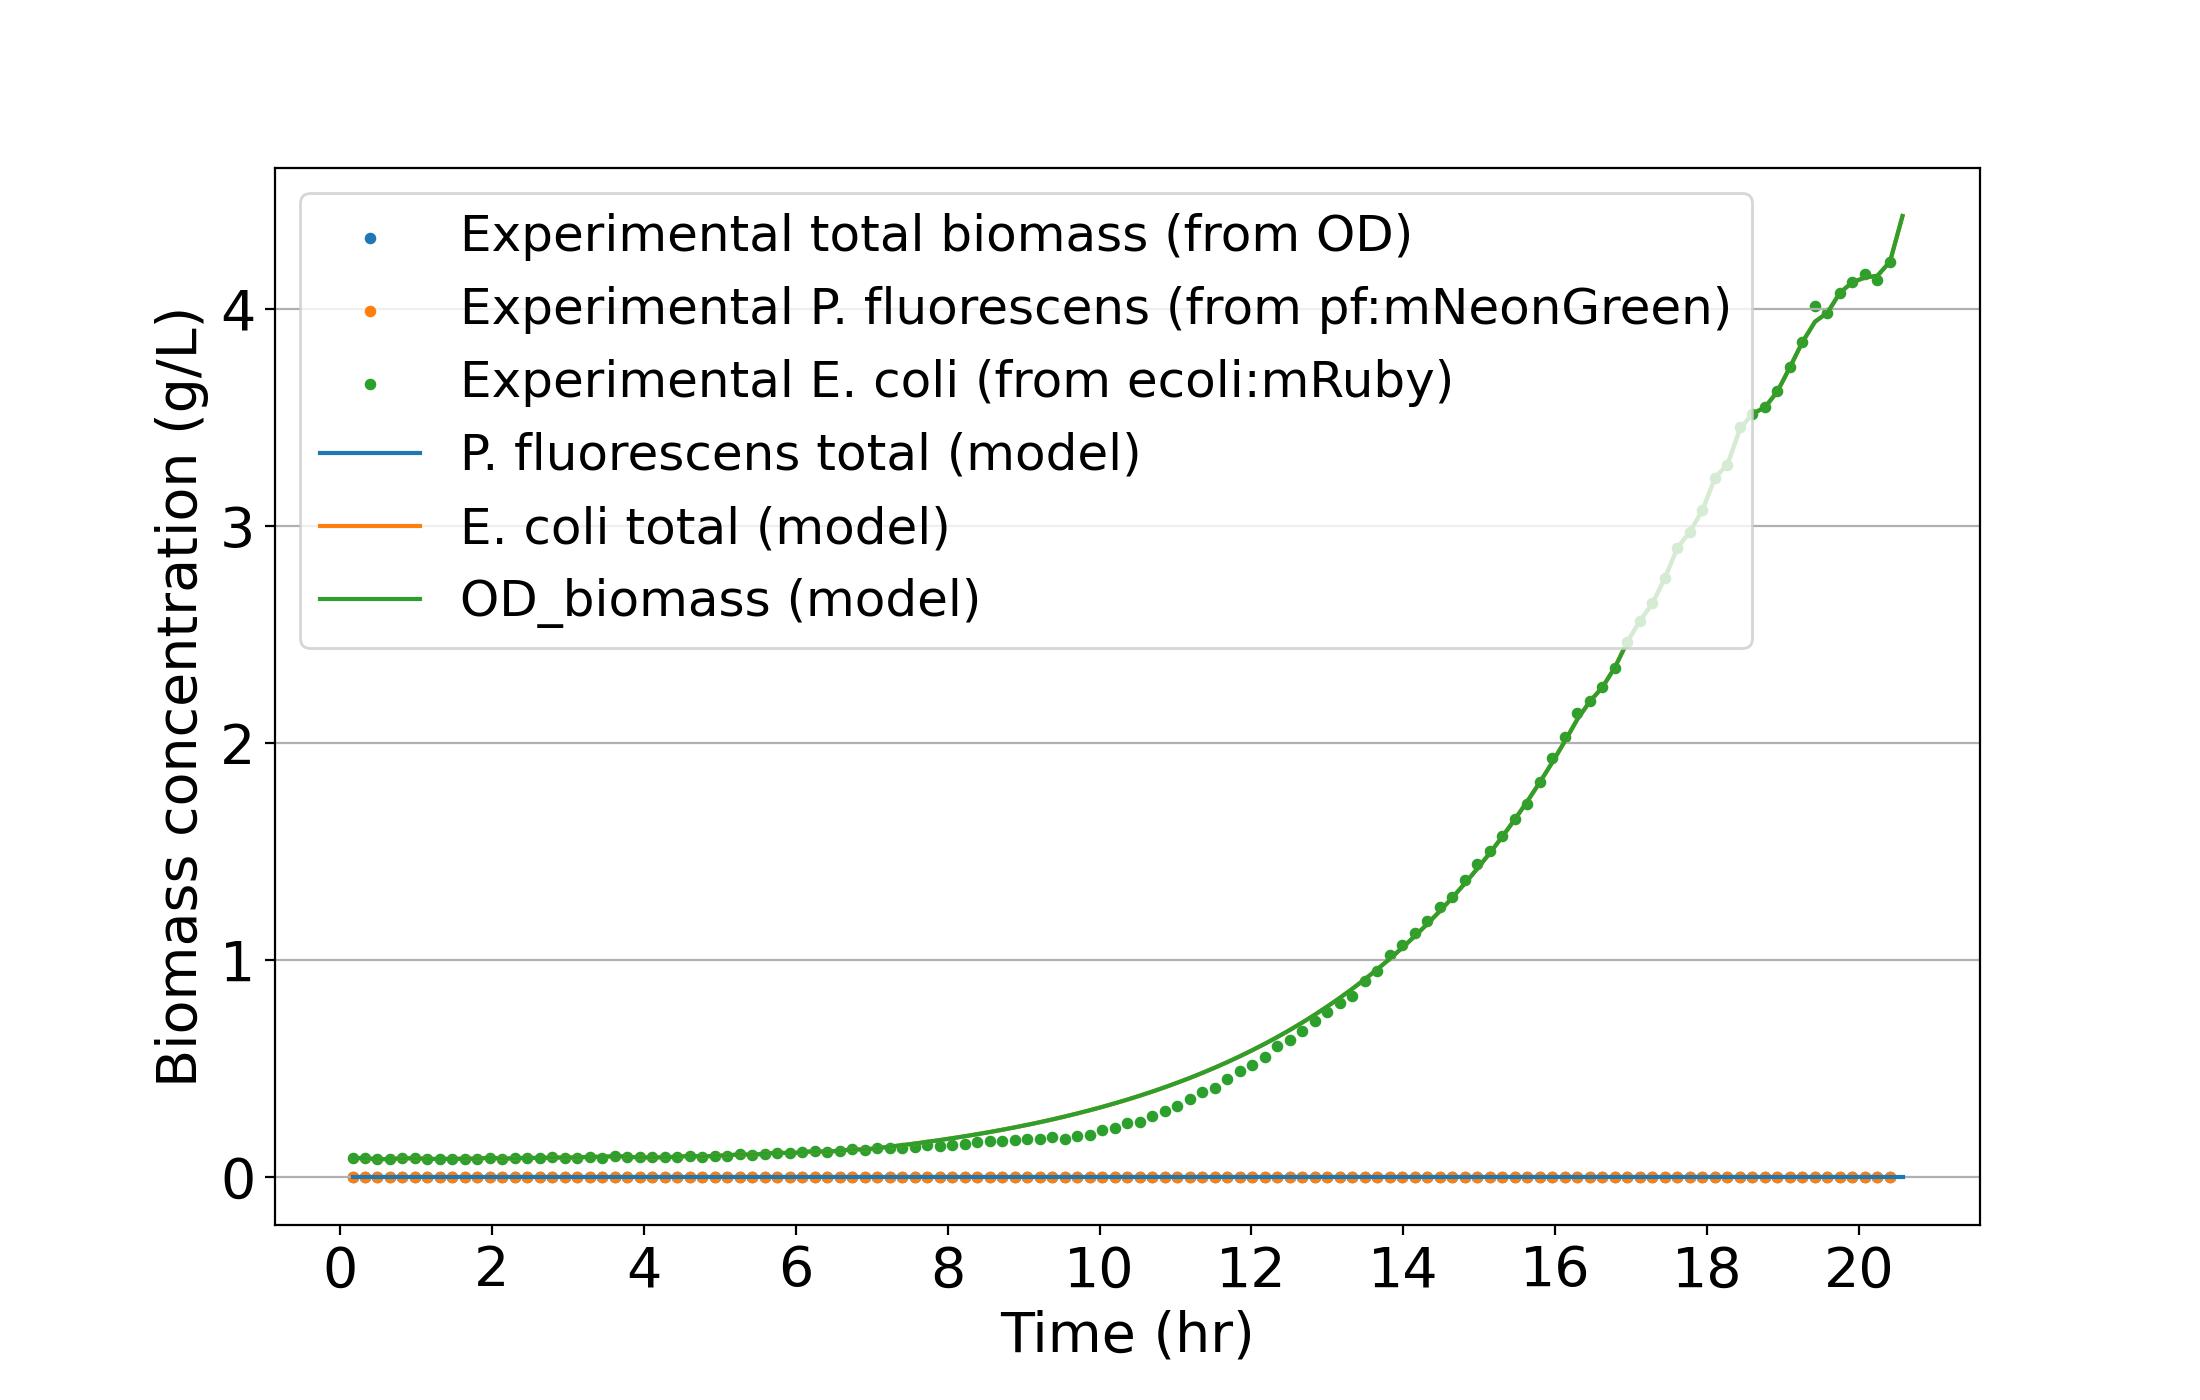 Experimental total biomass (from OD)
Experimental P. fluorescens (from pf:mNeonGreen)
Experimental E. coli (from ecoli:mRuby)
P. fluorescens total (model)
E. coli total (model)
OD_biomass (model)
Biomass concentration (g/L)
4
3
2
1
0
0 2 4 6 8 10 12 14 16 18 20
Time (hr)